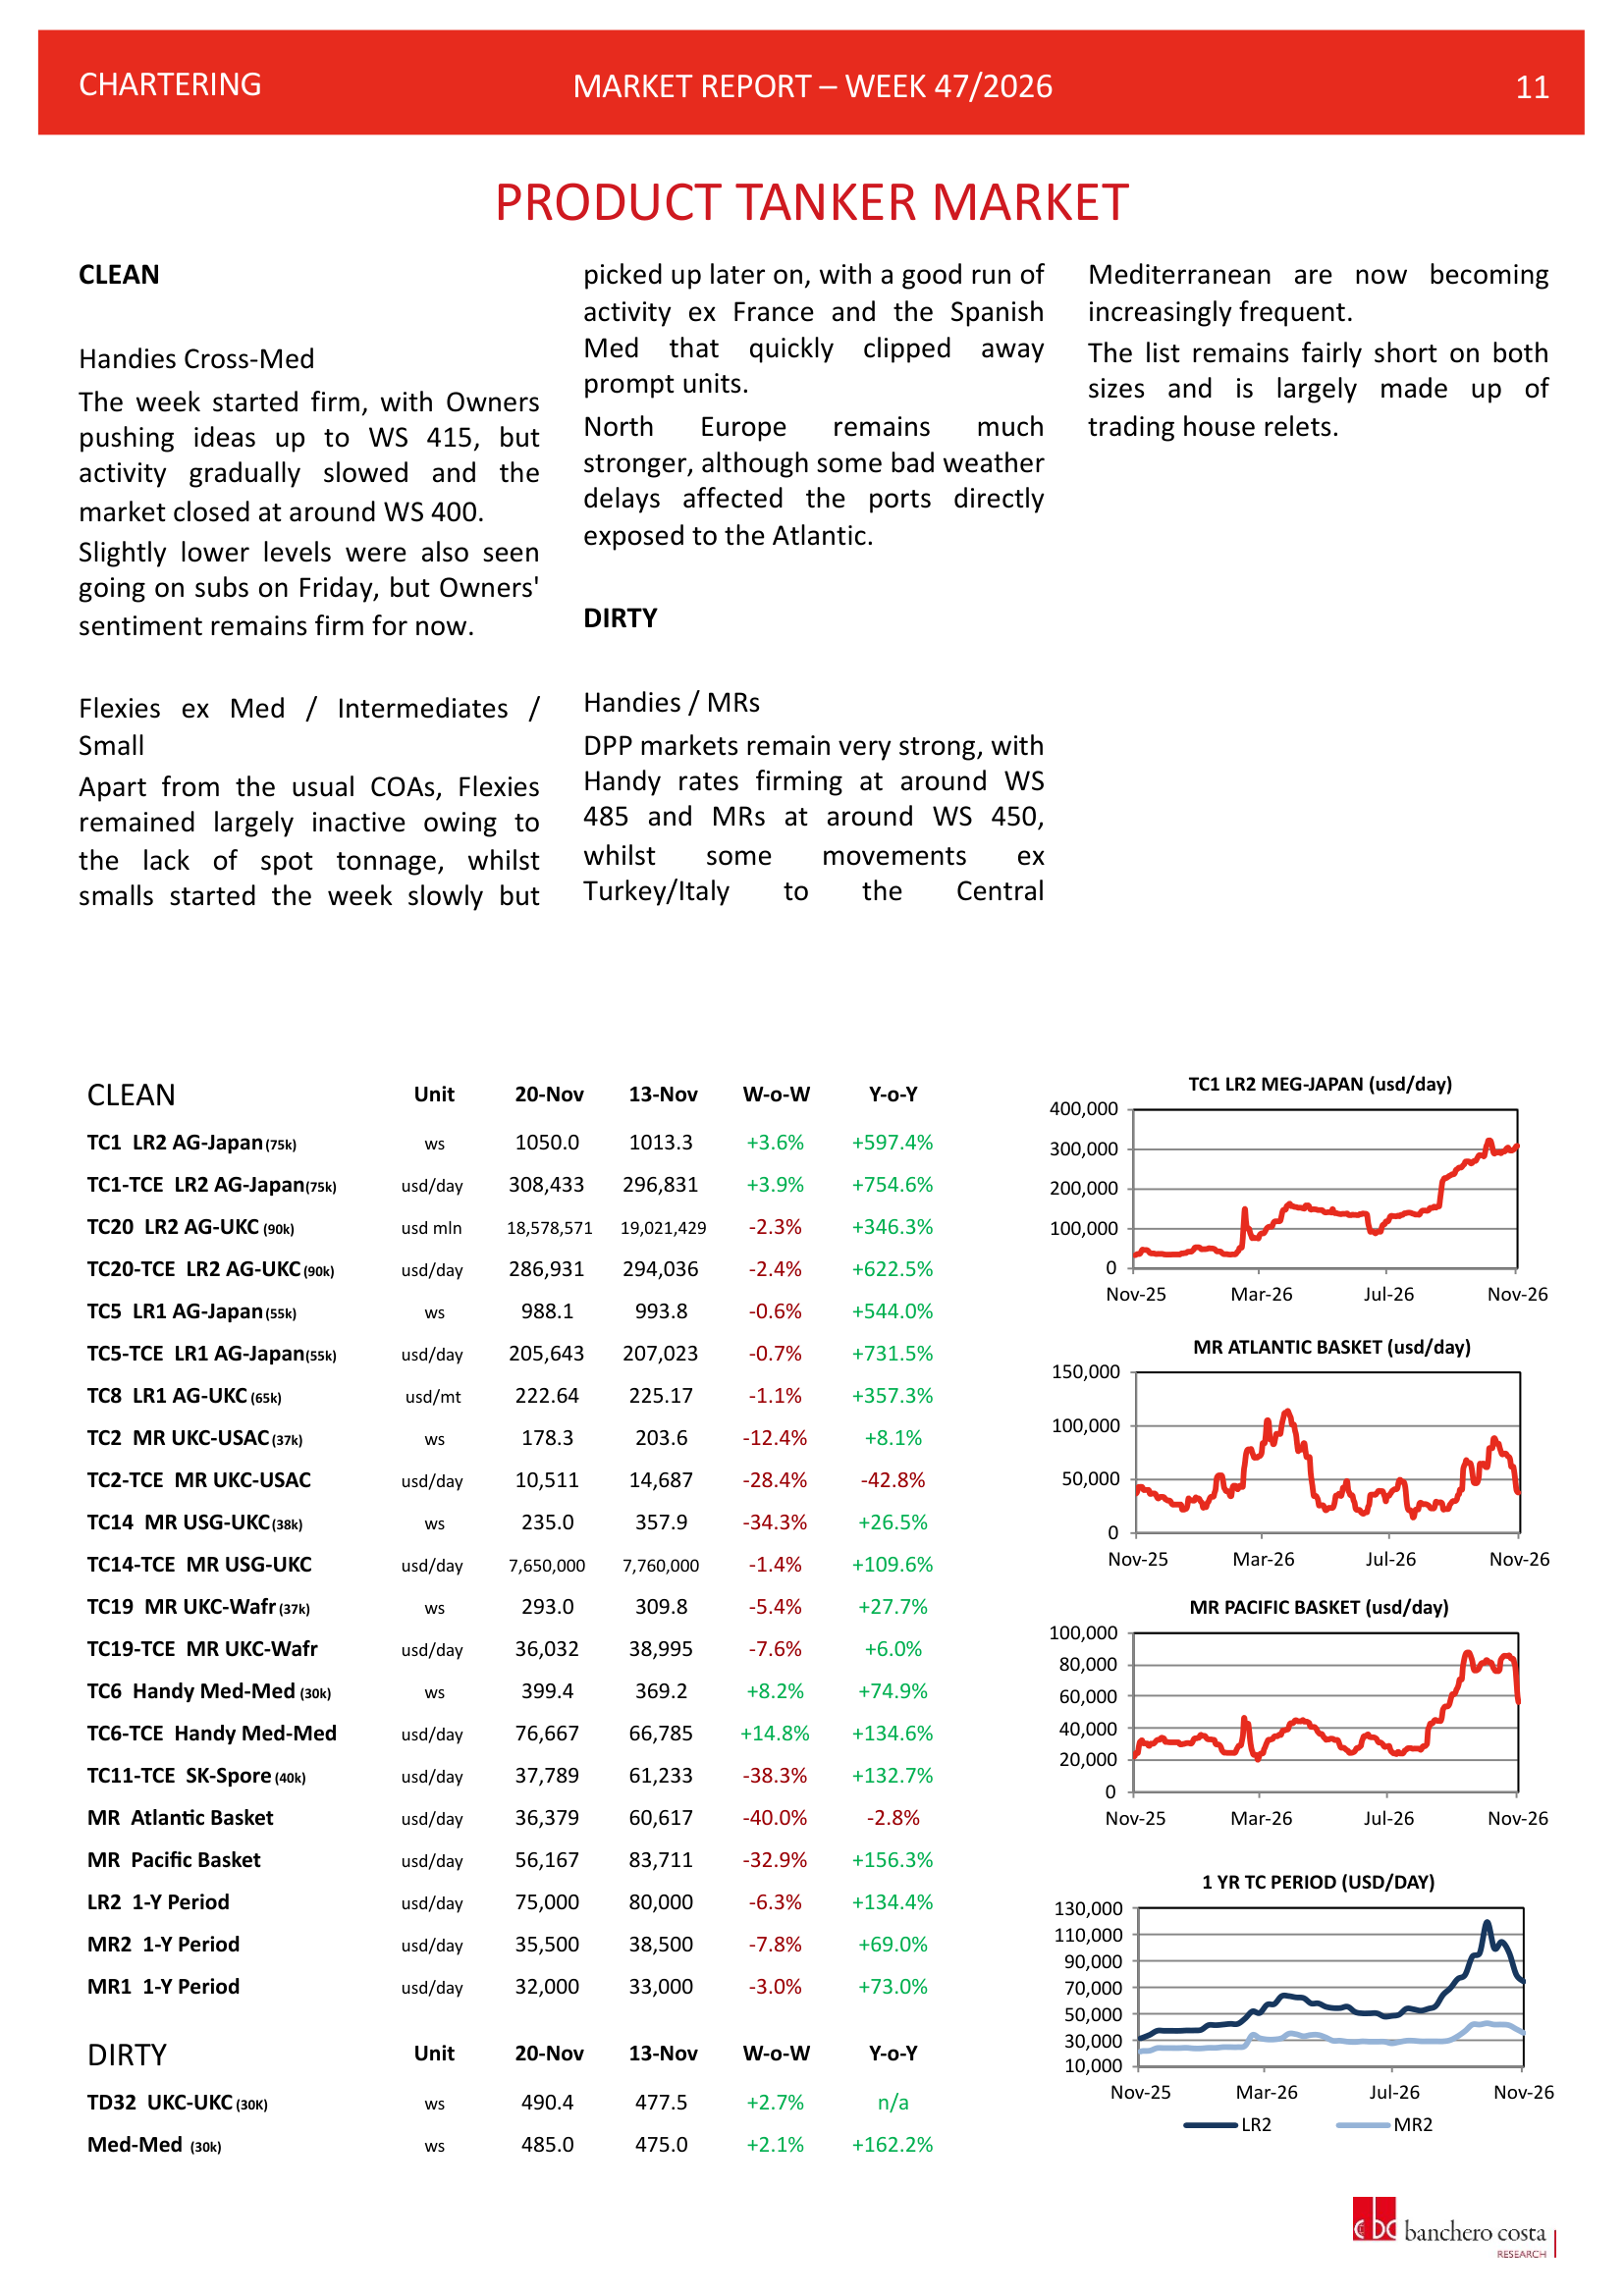 CHARTERING
MARKET REPORT – WEEK 47/2026
11
PRODUCT TANKER MARKET
CLEAN
Handies Cross-Med
The week started firm, with Owners
pushing ideas up to WS 415, but
activity gradually slowed and the
market closed at around WS 400.
Slightly lower levels were also seen
going on subs on Friday, but Owners'
sentiment remains firm for now.
Flexies ex Med / Intermediates /
Small
Apart from the usual COAs, Flexies
remained largely inactive owing to
the lack of spot tonnage, whilst
smalls started the week slowly but
picked up later on, with a good run of
activity ex France and the Spanish
Med that quickly clipped away
prompt units.
North Europe remains much
stronger, although some bad weather
delays affected the ports directly
exposed to the Atlantic.
DIRTY
Handies / MRs
DPP markets remain very strong, with
Handy rates firming at around WS
485 and MRs at around WS 450,
whilst some movements ex
Turkey/Italy to the Central
Mediterranean are now becoming
increasingly frequent.
The list remains fairly short on both
sizes and is largely made up of
trading house relets.
CLEAN Unit 20-Nov 13-Nov W-o-W Y-o-Y
TC1 LR2 AG-Japan (75k) ws 1050.0 1013.3 +3.6% +597.4%
TC1-TCE LR2 AG-Japan (75k) usd/day 308,433 296,831 +3.9% +754.6%
TC20 LR2 AG-UKC (90k) usd mln 18,578,571 19,021,429 -2.3% +346.3%
TC20-TCE LR2 AG-UKC (90k) usd/day 286,931 294,036 -2.4% +622.5%
TC5 LR1 AG-Japan (55k) ws 988.1 993.8 -0.6% +544.0%
TC5-TCE LR1 AG-Japan (55k) usd/day 205,643 207,023 -0.7% +731.5%
TC8 LR1 AG-UKC (65k) usd/mt 222.64 225.17 -1.1% +357.3%
TC2 MR UKC-USAC (37k) ws 178.3 203.6 -12.4% +8.1%
TC2-TCE MR UKC-USAC usd/day 10,511 14,687 -28.4% -42.8%
TC14 MR USG-UKC (38k) ws 235.0 357.9 -34.3% +26.5%
TC14-TCE MR USG-UKC usd/day 7,650,000 7,760,000 -1.4% +109.6%
TC19 MR UKC-Wafr (37k) ws 293.0 309.8 -5.4% +27.7%
TC19-TCE MR UKC-Wafr usd/day 36,032 38,995 -7.6% +6.0%
TC6 Handy Med-Med (30k) ws 399.4 369.2 +8.2% +74.9%
TC6-TCE Handy Med-Med usd/day 76,667 66,785 +14.8% +134.6%
TC11-TCE SK-Spore (40k) usd/day 37,789 61,233 -38.3% +132.7%
MR Atlantic Basket usd/day 36,379 60,617 -40.0% -2.8%
MR Pacific Basket usd/day 56,167 83,711 -32.9% +156.3%
LR2 1-Y Period usd/day 75,000 80,000 -6.3% +134.4%
MR2 1-Y Period usd/day 35,500 38,500 -7.8% +69.0%
MR1 1-Y Period usd/day 32,000 33,000 -3.0% +73.0%
DIRTY Unit 20-Nov 13-Nov W-o-W Y-o-Y
TD32 UKC-UKC (30K) ws 490.4 477.5 +2.7% n/a
Med-Med (30k) ws 485.0 475.0 +2.1% +162.2%
TC1 LR2 MEG-JAPAN (usd/day)
400,000
300,000
200,000
100,000
0
Nov-25 Mar-26 Jul-26 Nov-26
MR ATLANTIC BASKET (usd/day)
150,000
100,000
50,000
0
Nov-25 Mar-26 Jul-26 Nov-26
MR PACIFIC BASKET (usd/day)
100,000
80,000
60,000
40,000
20,000
0
Nov-25 Mar-26 Jul-26 Nov-26
1 YR TC PERIOD (USD/DAY)
130,000
110,000
90,000
70,000
50,000
30,000
10,000
Nov-25 Mar-26 Jul-26 Nov-26
LR2 MR2
banchero costa
RESEARCH